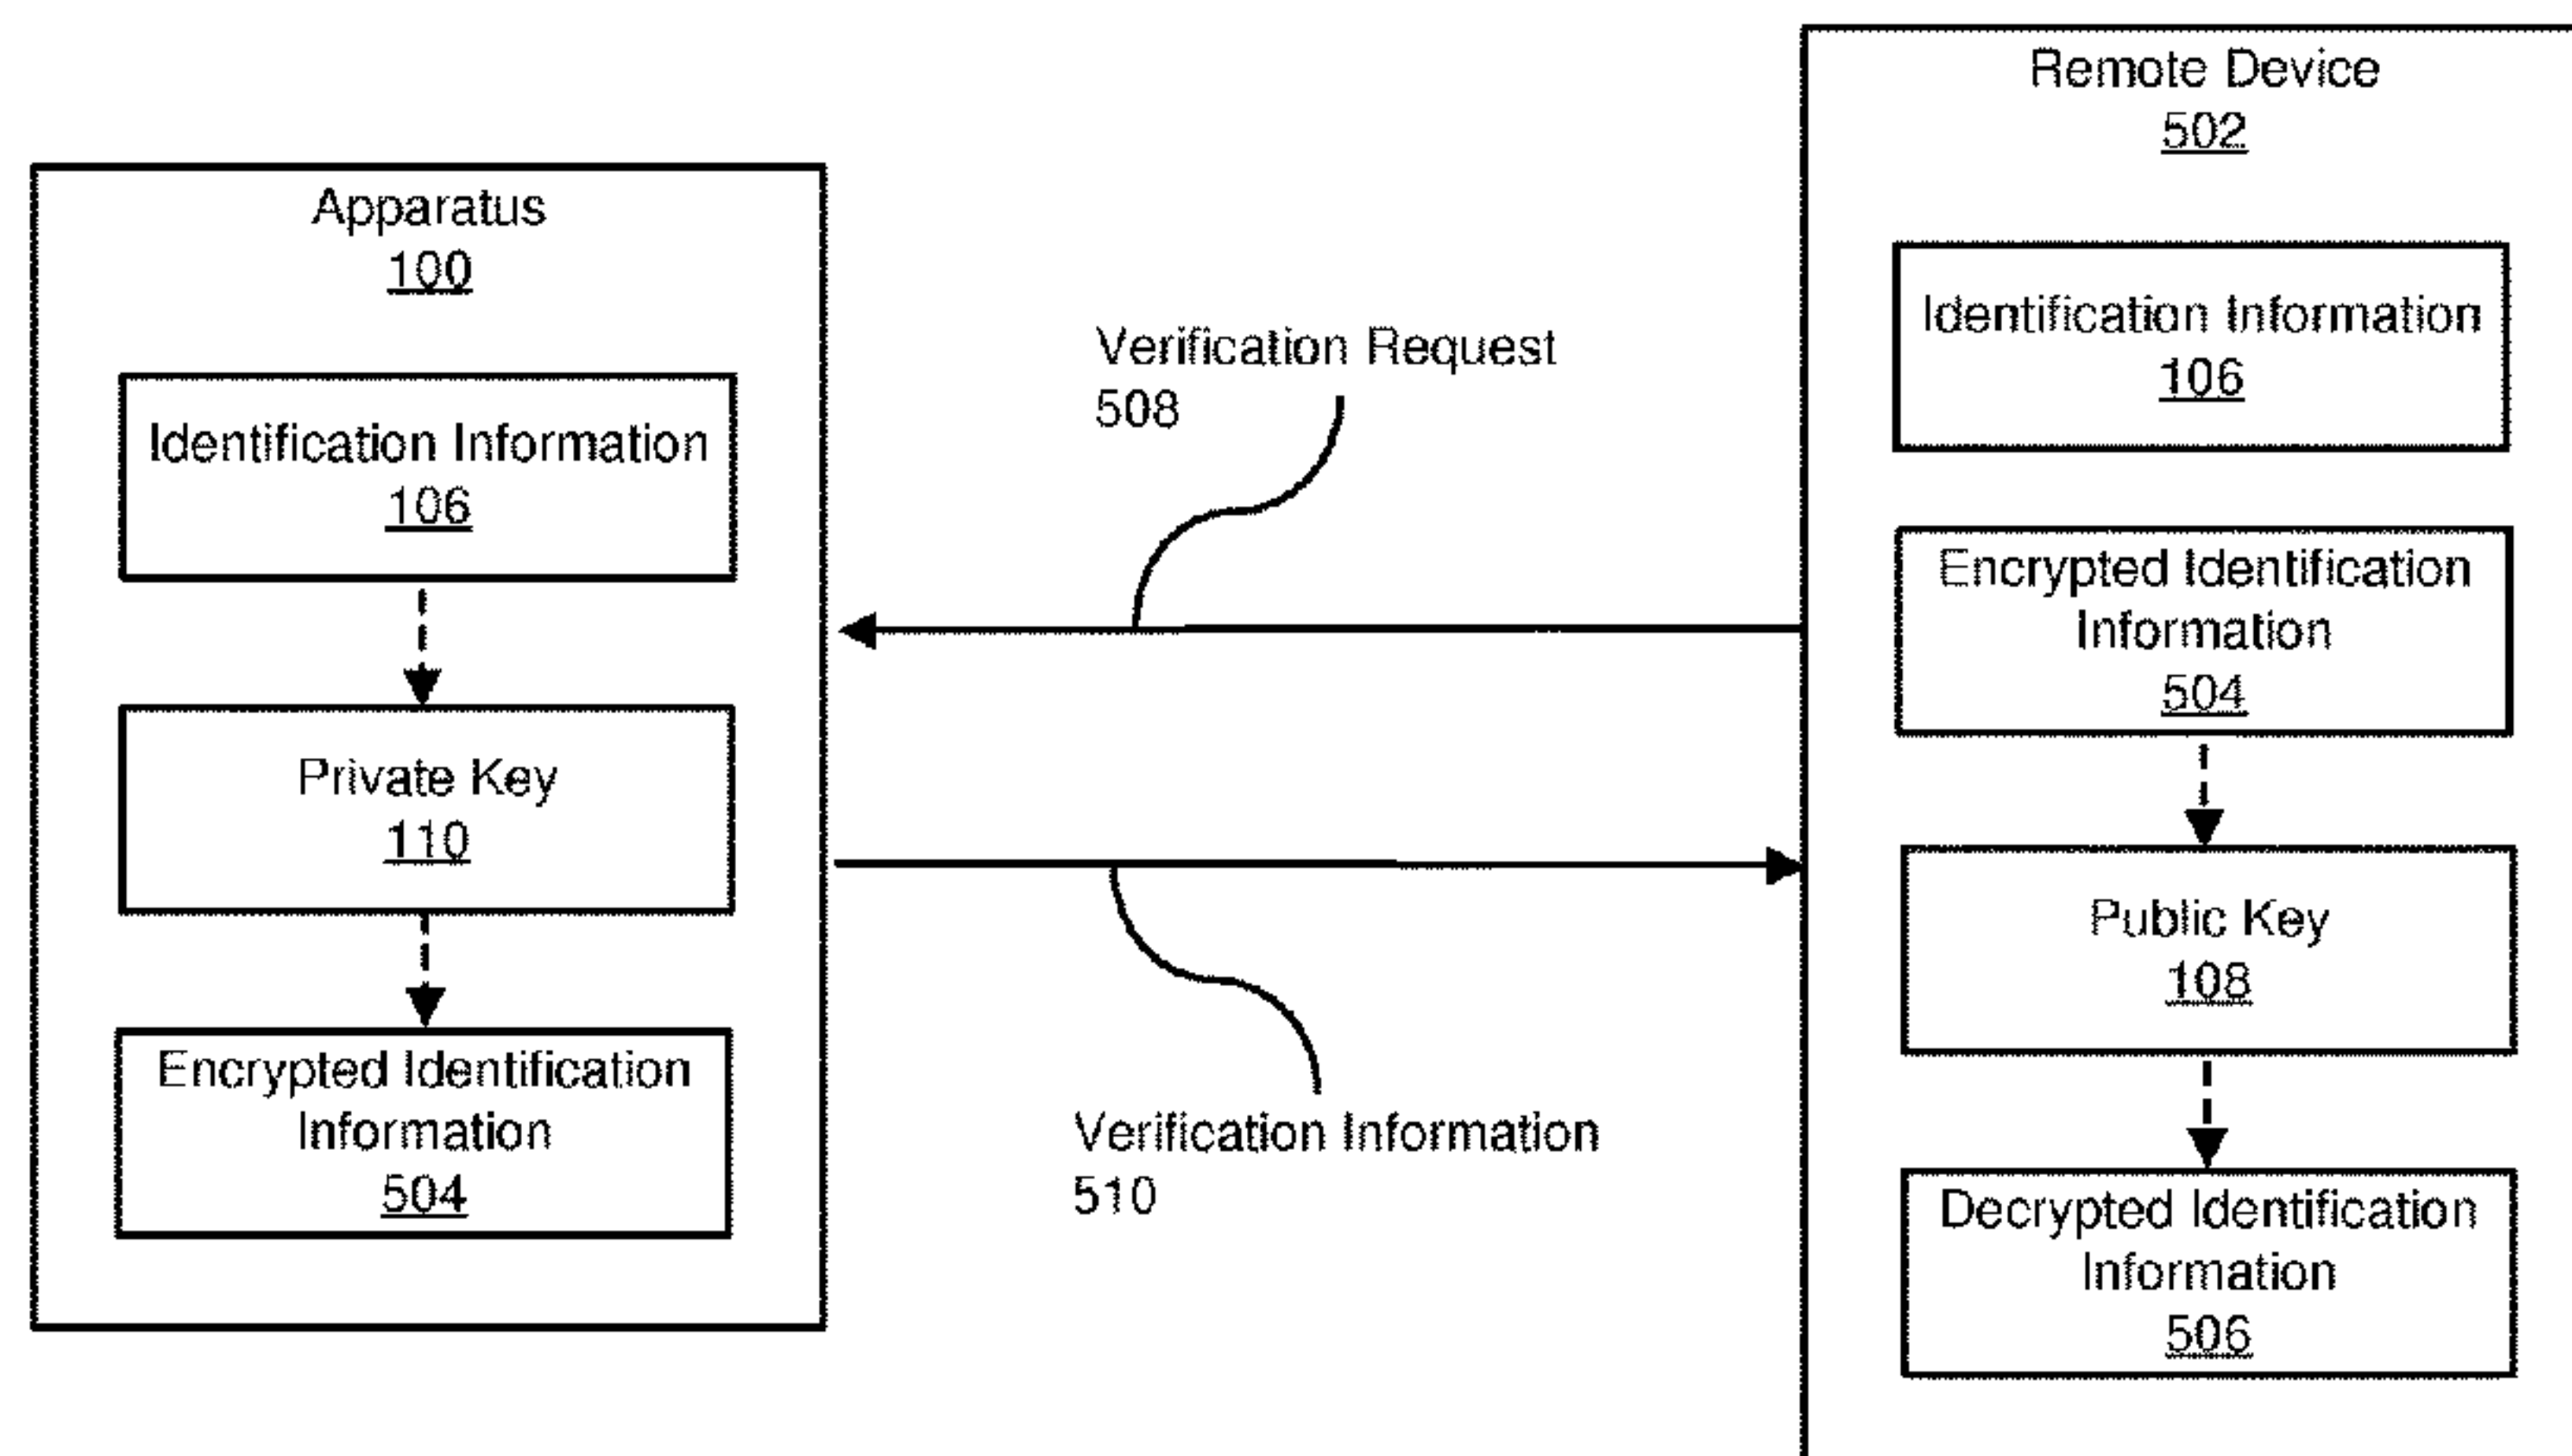 Apparatus
100
Identification Information
106
Private Key
110
Encrypted Identification
Information
504
Verification Request
508
Verification Information
510
Remote Device
502
Identification Information
106
Encrypted Identification
Information
504
Public Key
108
Decrypted Identification
Information
506